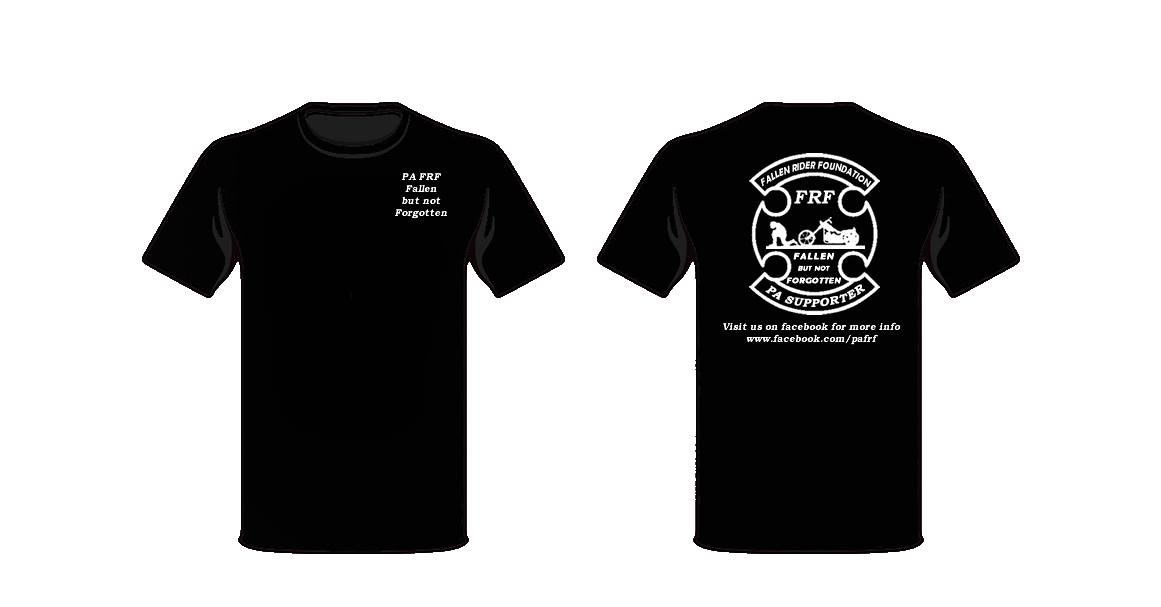 PA FRF
Fallen
but not
Forgotten
FALLEN RIDER FOUNDATION
FRF
FALLEN
BUT NOT
FORGOTTEN
PA SUPPORTER
Visit us on facebook for more info
www.facebook.com/pafrf